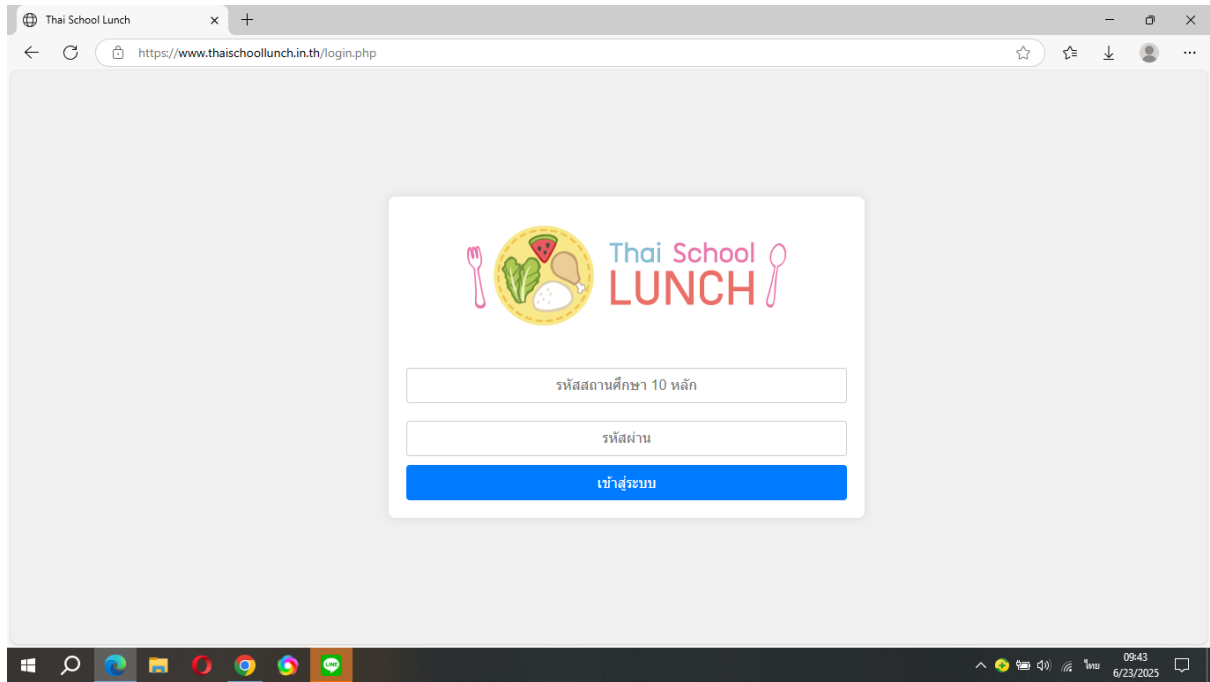 Thai School Lunch
https://www.thaischoollunch.in.th/login.php
Thai School
LUNCH
รหัสสถานศึกษา 10 หลัก
รหัสผ่าน
เข้าสู่ระบบ
LINE
ไทย
09:43
6/23/2025